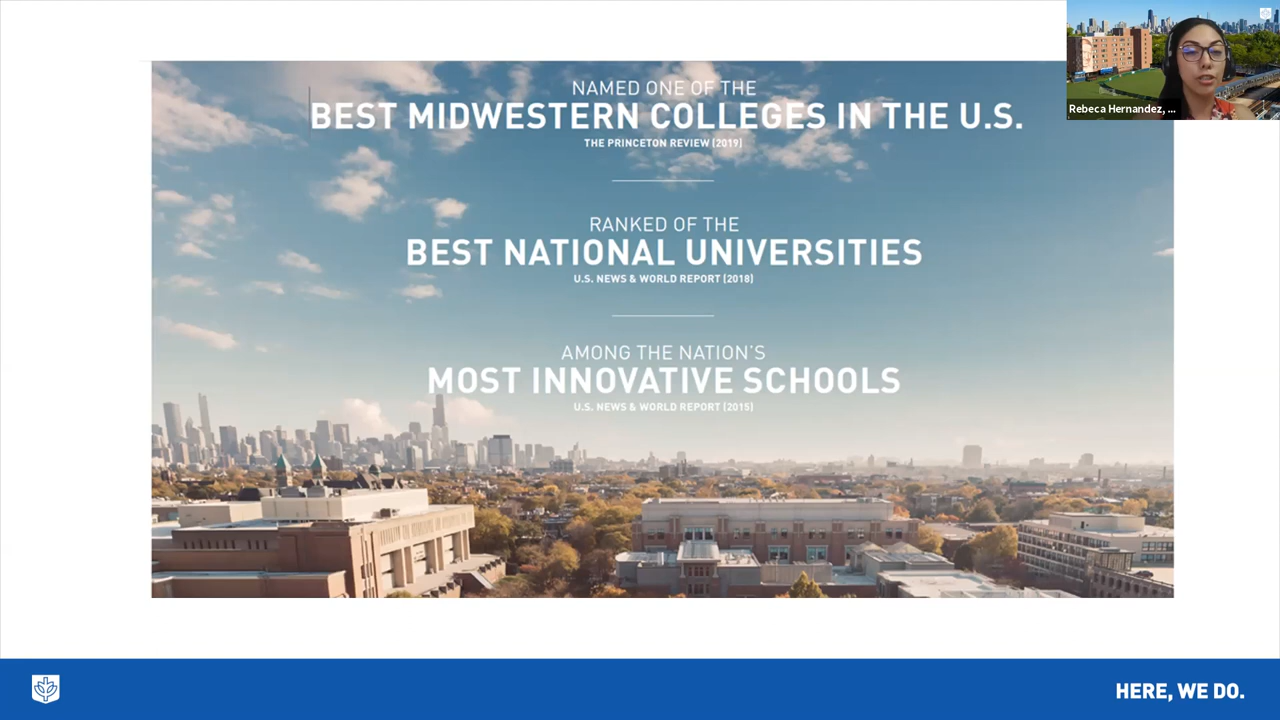 NAMED ONE OF THE
BEST MIDWESTERN COLLEGES IN THE U.S.
THE PRINCETON REVIEW (2019)
RANKED OF THE
BEST NATIONAL UNIVERSITIES
U.S. NEWS & WORLD REPORT (2018)
AMONG THE NATION'S
MOST INNOVATIVE SCHOOLS
U.S. NEWS & WORLD REPORT (2015)
Rebeca Hernandez, ...
HERE, WE DO.